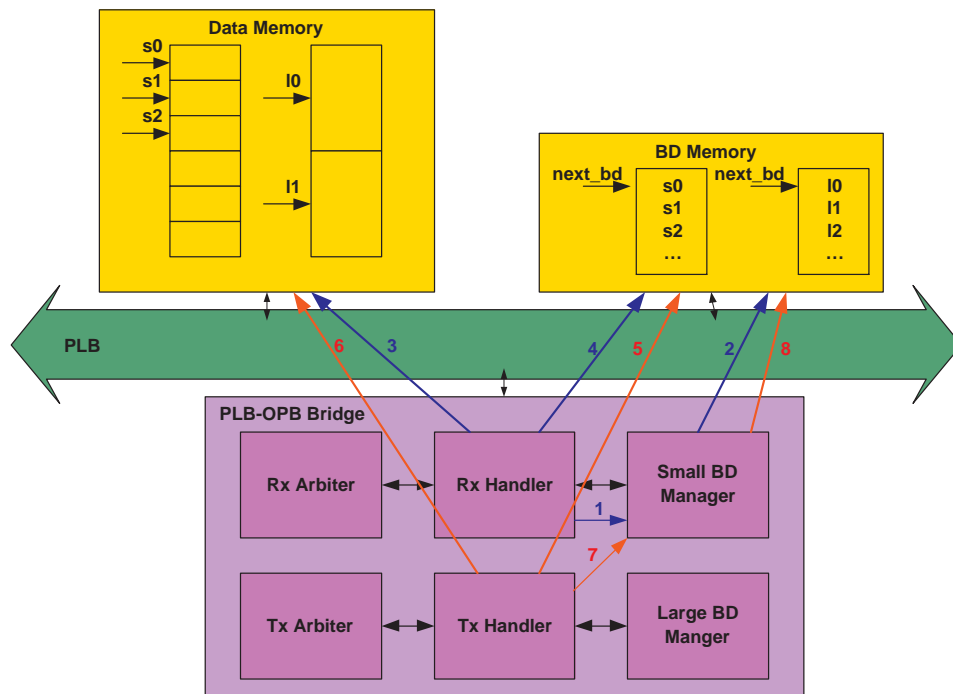 Data Memory
s0
s1
s2
l0
l1
BD Memory
next_bd
s0
s1
s2
...
next_bd
l0
l1
l2
...
PLB
6
3
4
5
2
8
PLB-OPB Bridge
Rx Arbiter
Rx Handler
Small BD
Manager
1
7
Tx Arbiter
Tx Handler
Large BD
Manger